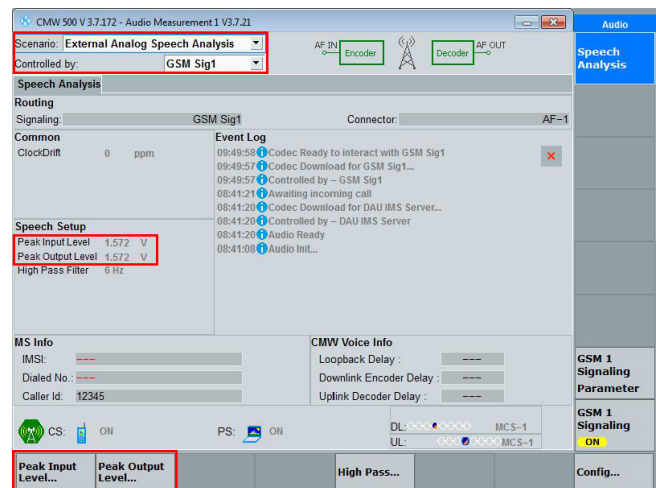 CMW 500 V 3.7.172 - Audio Measurement 1 V3.7.21
Audio
Scenario: External Analog Speech Analysis
Controlled by: GSM Sig1
AF IN Encoder Decoder AF OUT
Speech Analysis
Speech Analysis
Routing
Signaling: GSM Sig1 Connector: AF-1
Common
ClockDrift 0 ppm
Event Log
09:49:58 Codec Ready to interact with GSM Sig1
09:49:57 Codec Download for GSM Sig1...
09:49:57 Controlled by – GSM Sig1
08:41:21 Awaiting incoming call
08:41:20 Codec Download for DAU IMS Server...
08:41:20 Controlled by – DAU IMS Server
08:41:20 Audio Ready
08:41:08 Audio Init...
Speech Setup
Peak Input Level 1.572 V
Peak Output Level 1.572 V
High Pass Filter 6 Hz
MS Info
IMSI: ---
Dialed No.: ---
Caller Id: 12345
CMW Voice Info
Loopback Delay : ---
Downlink Encoder Delay : ---
Uplink Decoder Delay : ---
GSM 1
Signaling
Parameter
GSM 1
Signaling
ON
CS: ON PS: ON
DL: MCS-1
UL: MCS-1
Peak Input
Level...
Peak Output
Level...
High Pass...
Config...